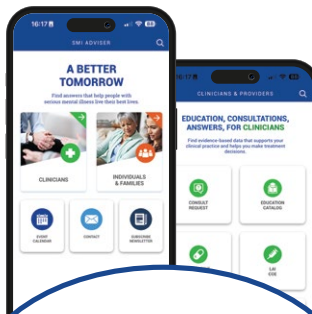 16:17
SMI ADVISER
A BETTER
TOMORROW
Find answers that help people with
serious mental illness live their best lives.
CLINICIANS
INDIVIDUALS
& FAMILIES
EVENT
CALENDAR
CONTACT
SUBSCRIBE
NEWSLETTER
16:17
CLINICIANS & PROVIDERS
EDUCATION, CONSULTATIONS,
ANSWERS, FOR CLINICIANS
Find evidence-based data that supports your
clinical practice and helps you make treatment
decisions.
CONSULT
REQUEST
EDUCATION
CATALOG
LAI
COE